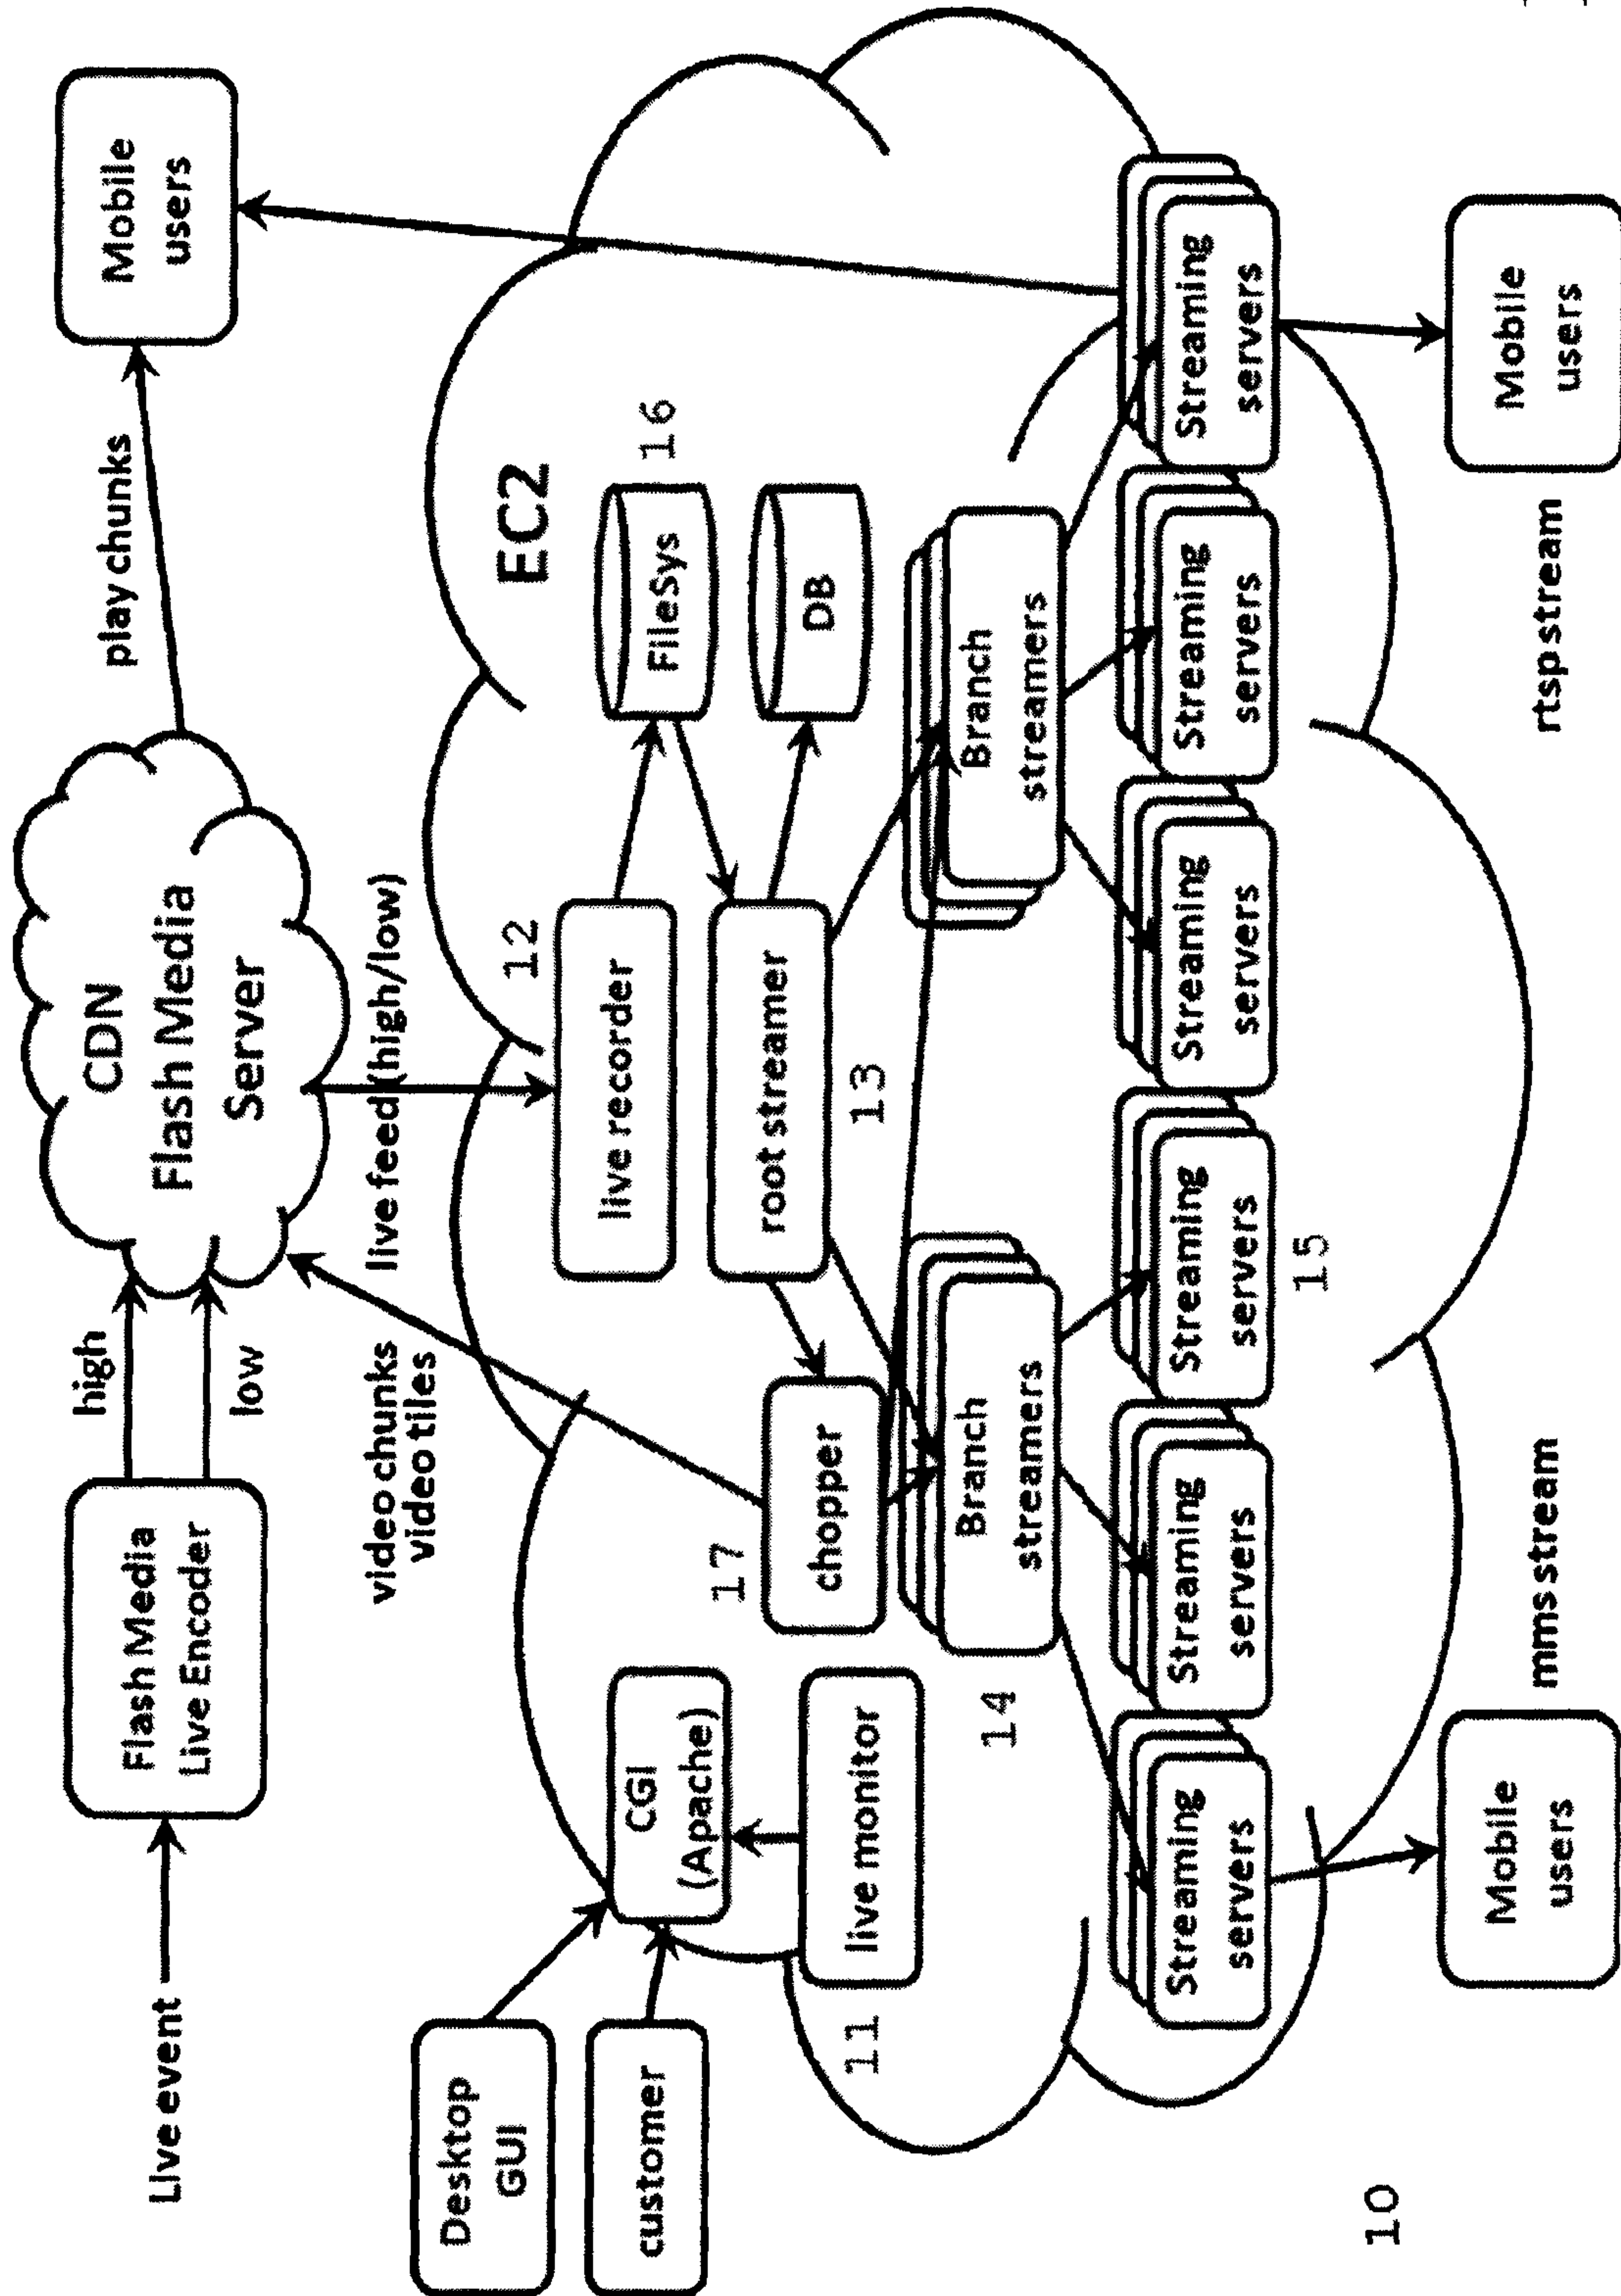 Live event
Flash Media
Live Encoder
high
low
CDN
Flash Media
Server
play chunks
Mobile
users
video chunks
video tiles
live feed (high/low)
Desktop
GUI
customer
CGI
(Apache)
live monitor
11
17
chopper
12
live recorder
root streamer
13
EC2
FileSys
16
DB
14
Branch
streamers
Branch
streamers
Streaming
servers
Streaming
servers
Streaming
servers
Streaming
servers
Streaming
servers
Streaming
servers
15
10
Mobile
users
mms stream
rtsp stream
Mobile
users